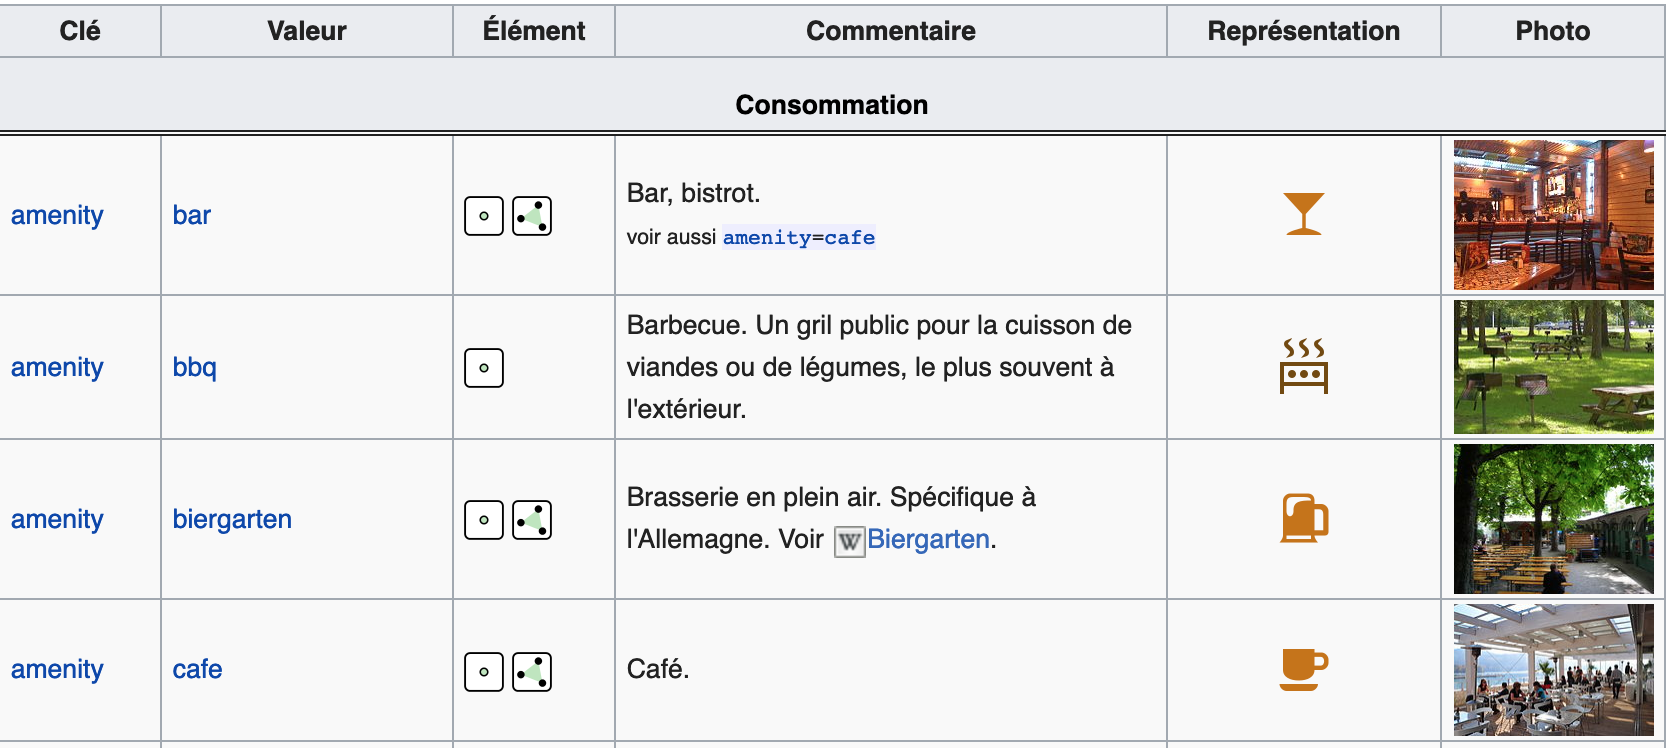 Clé Valeur Élément Commentaire Représentation Photo
Consommation
amenity bar Bar, bistrot.
voir aussi amenity=cafe
amenity bbq Barbecue. Un gril public pour la cuisson de
viandes ou de légumes, le plus souvent à
l'extérieur.
amenity biergarten Brasserie en plein air. Spécifique à
l'Allemagne. Voir W Biergarten.
amenity cafe Café.